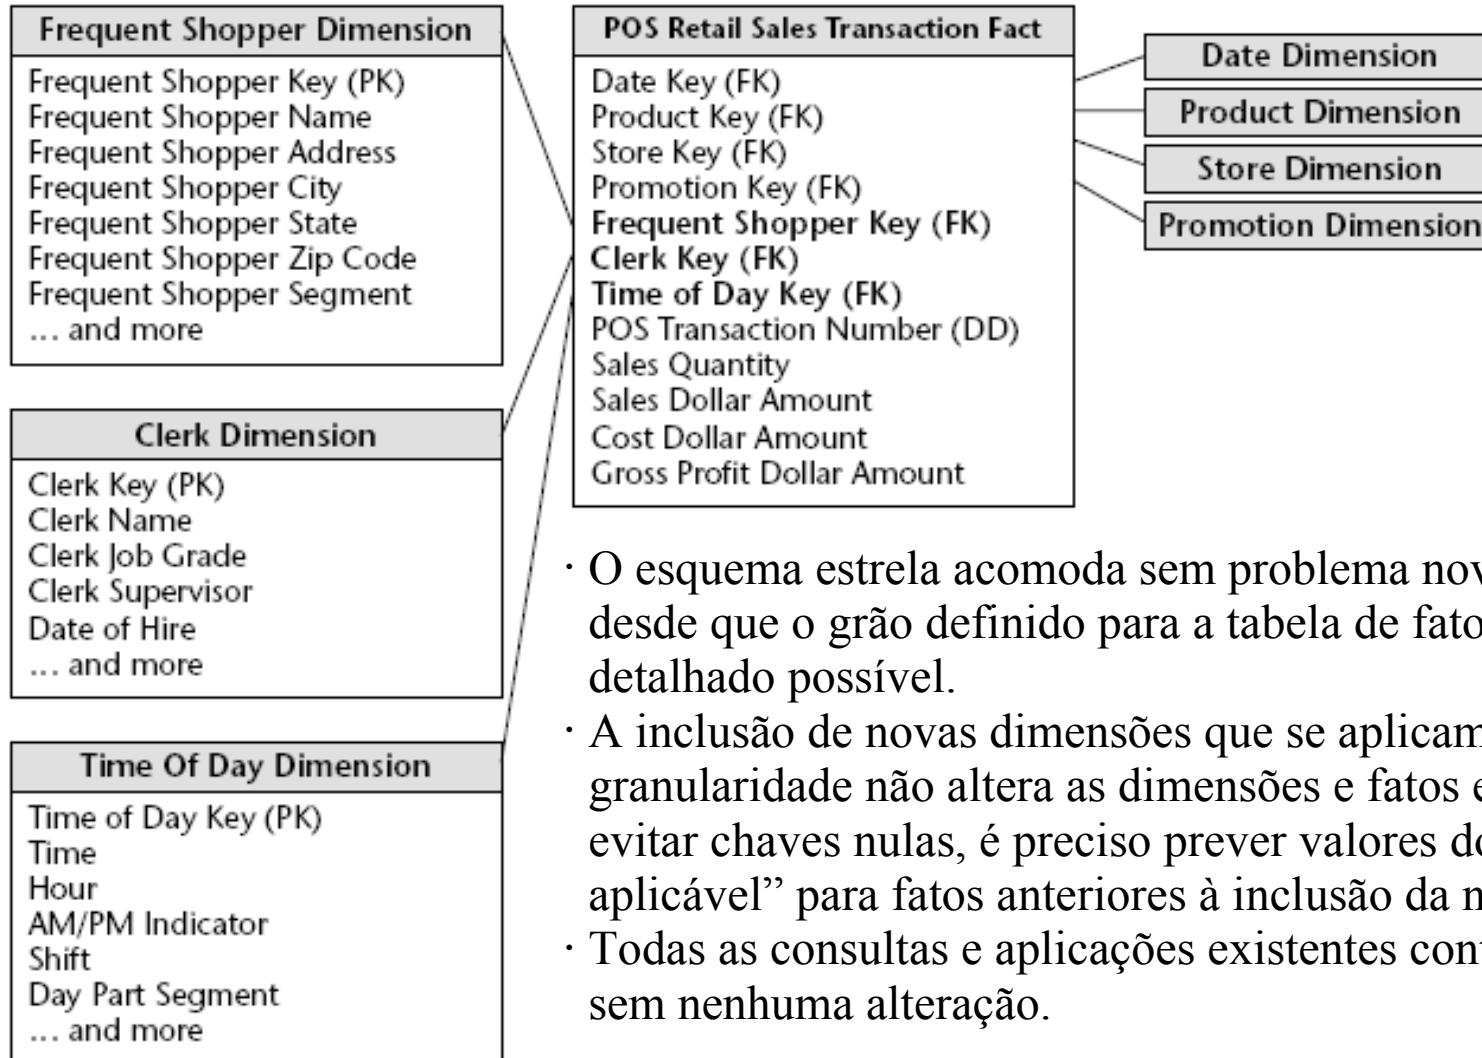 Frequent Shopper Dimension
Frequent Shopper Key (PK)
Frequent Shopper Name
Frequent Shopper Address
Frequent Shopper City
Frequent Shopper State
Frequent Shopper Zip Code
Frequent Shopper Segment
... and more
Clerk Dimension
Clerk Key (PK)
Clerk Name
Clerk Job Grade
Clerk Supervisor
Date of Hire
... and more
Time Of Day Dimension
Time of Day Key (PK)
Time
Hour
AM/PM Indicator
Shift
Day Part Segment
... and more
POS Retail Sales Transaction Fact
Date Key (FK)
Product Key (FK)
Store Key (FK)
Promotion Key (FK)
Frequent Shopper Key (FK)
Clerk Key (FK)
Time of Day Key (FK)
POS Transaction Number (DD)
Sales Quantity
Sales Dollar Amount
Cost Dollar Amount
Gross Profit Dollar Amount
Date Dimension
Product Dimension
Store Dimension
Promotion Dimension
· O esquema estrela acomoda sem problema
desde que o grão definido para a tabela de
detalhado possível.
· A inclusão de novas dimensões que se aplicam
granularidade não altera as dimensões e fatos
evitar chaves nulas, é preciso prever valores
aplicável” para fatos anteriores à inclusão da
· Todas as consultas e aplicações existentes
sem nenhuma alteração.